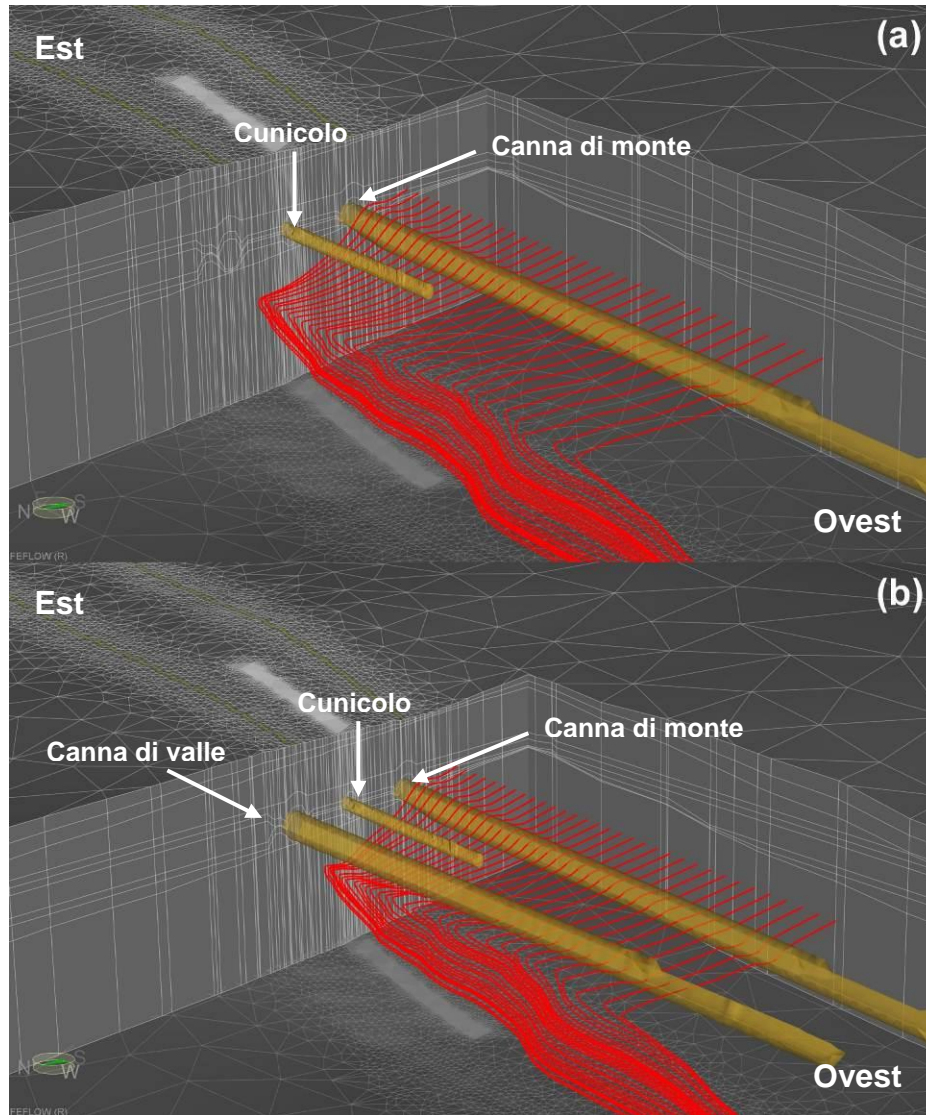 Est
(a)
Cunicolo
Canna di monte
N S
W
Ovest
FEFLOW (R)
Est
(b)
Cunicolo
Canna di monte
Canna di valle
N S
W
Ovest
FEFLOW (R)